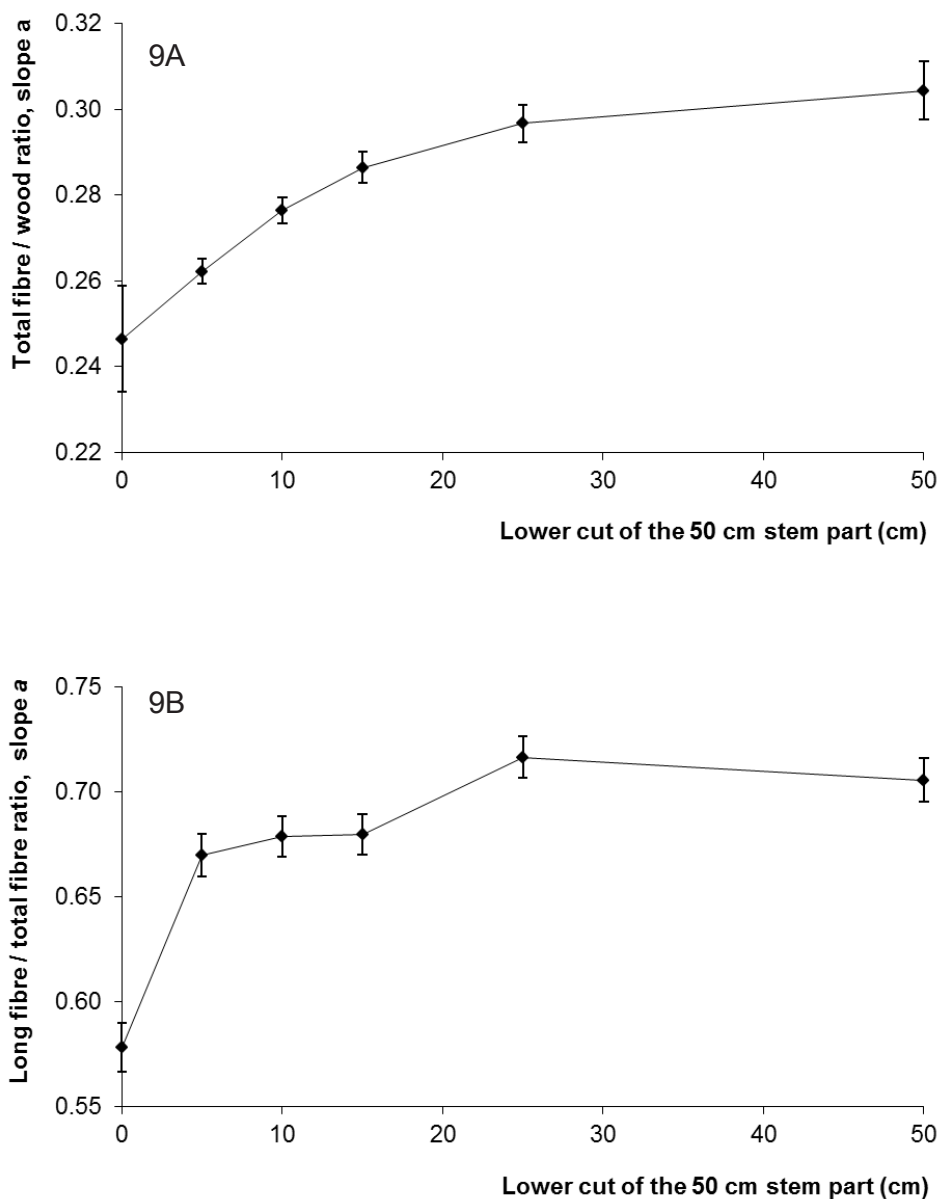 9A
Total fibre / wood ratio, slope a
0.32
0.30
0.28
0.26
0.24
0.22
0 10 20 30 40 50
Lower cut of the 50 cm stem part (cm)
9B
Long fibre / total fibre ratio, slope a
0.75
0.70
0.65
0.60
0.55
0 10 20 30 40 50
Lower cut of the 50 cm stem part (cm)